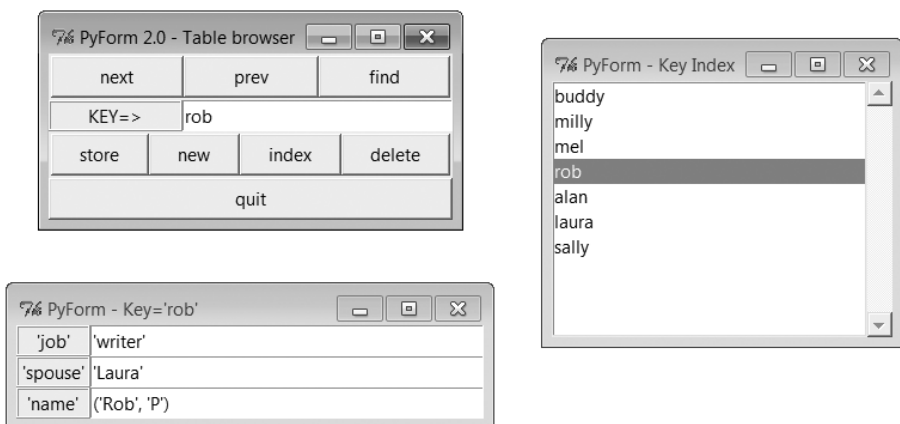 PyForm 2.0 - Table browser
next prev find
KEY=> rob
store new index delete
quit
PyForm - Key Index
buddy
milly
mel
rob
alan
laura
sally
PyForm - Key='rob'
'job' 'writer'
'spouse' 'Laura'
'name' ('Rob', 'P')